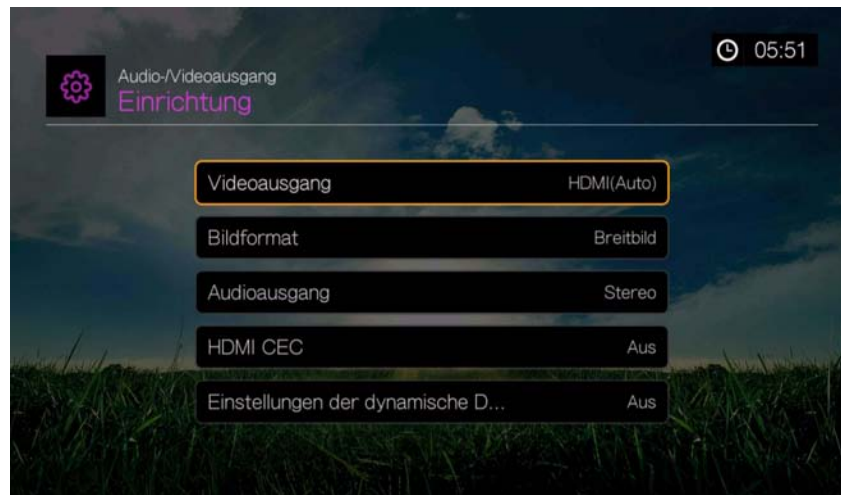 05:51
Audio-/Videoausgang
Einrichtung
Videoausgang HDMI(Auto)
Bildformat Breitbild
Audioausgang Stereo
HDMI CEC Aus
Einstellungen der dynamische D... Aus